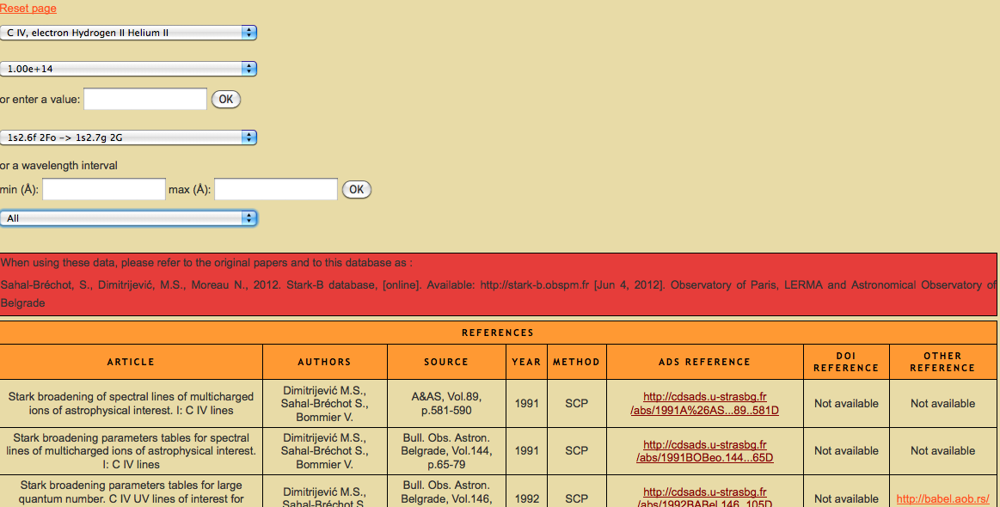 Reset page
C IV, electron Hydrogen II Helium II
1.00e+14
or enter a value: OK
1s2.6f 2Fo -> 1s2.7g 2G
or a wavelength interval
min (Å): max (Å): OK
All
When using these data, please refer to the original papers and to this database as :
Sahal-Bréchot, S., Dimitrijević, M.S., Moreau N., 2012. Stark-B database, [online]. Available: http://stark-b.obspm.fr [Jun 4, 2012]. Observatory of Paris, LERMA and Astronomical Observatory of
Belgrade
REFERENCES
ARTICLE AUTHORS SOURCE YEAR METHOD ADS REFERENCE DOI REFERENCE OTHER REFERENCE
Stark broadening of spectral lines of multicharged
ions of astrophysical interest. I: C IV lines
Dimitrijević M.S.,
Sahal-Bréchot S.,
Bommier V.
A&AS, Vol.89,
p.581-590
1991
SCP
http://cdsads.u-strasbg.fr
/abs/1991A%26AS...89..581D
Not available
Not available
Stark broadening parameters tables for spectral
lines of multicharged ions of astrophysical interest.
I: C IV lines
Dimitrijević M.S.,
Sahal-Bréchot S.,
Bommier V.
Bull. Obs. Astron.
Belgrade, Vol.144,
p.65-79
1991
SCP
http://cdsads.u-strasbg.fr
/abs/1991BOBeo.144...65D
Not available
Not available
Stark broadening parameters tables for large
quantum number. C IV UV lines of interest for
Dimitrijević M.S.,
Sahal-Bréchot S.
Bull. Obs. Astron.
Belgrade, Vol.146,
1992
SCP
http://cdsads.u-strasbg.fr
/abs/1992BABel.146..105D
Not available
http://babel.aob.rs/